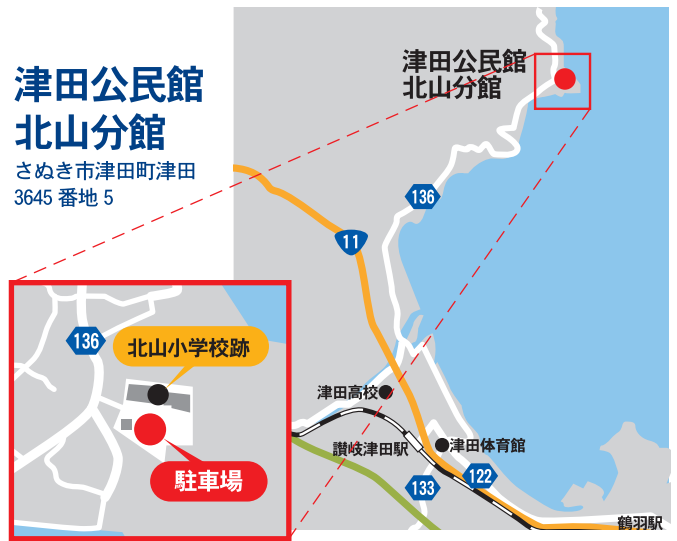 津田公民館
北山分館
さぬき市津田町津田
3645 番地 5
津田公民館
北山分館
136
11
136
北山小学校跡
駐車場
津田高校
讃岐津田駅
津田体育館
133
122
鶴羽駅